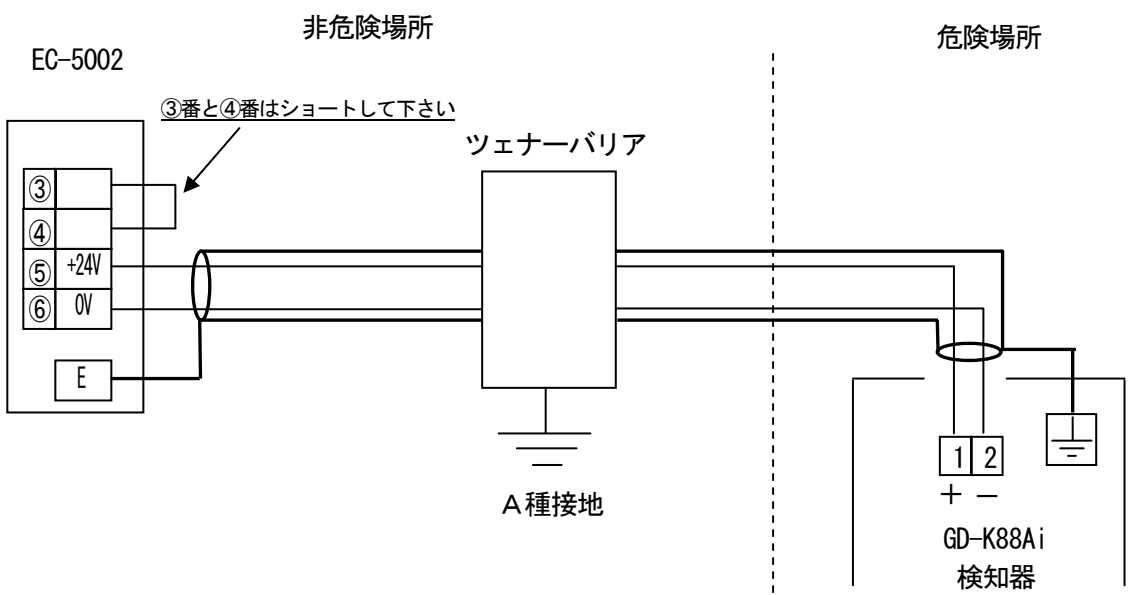 非危険場所
危険場所
EC-5002
③番と④番はショートして下さい
ツェナーバリア
③
④
⑤ +24V
⑥ 0V
E
1 2
+ −
A種接地
GD-K88Ai
検知器